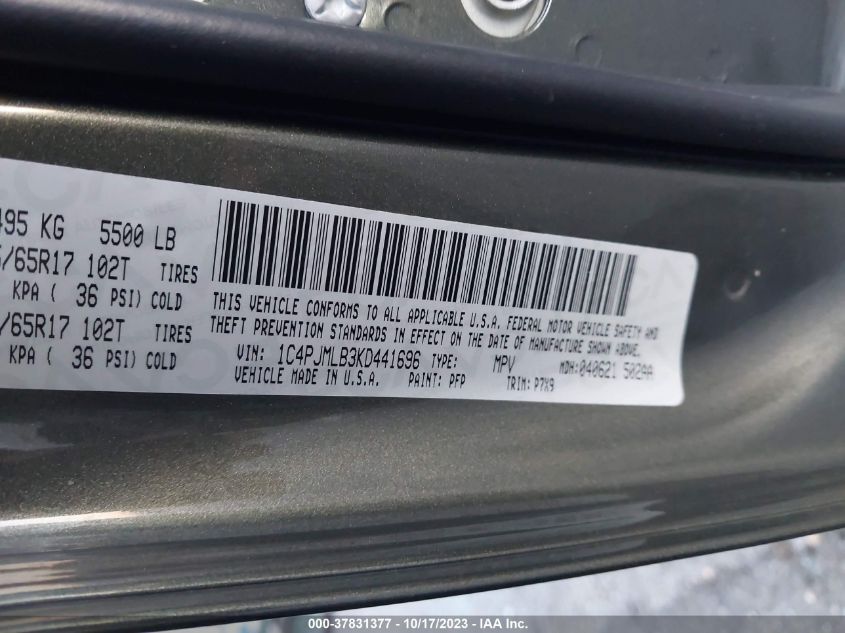 495 KG 5500 LB
/65R17 102T TIRES
KPA ( 36 PSI) COLD
/65R17 102T TIRES
KPA ( 36 PSI) COLD
THIS VEHICLE CONFORMS TO ALL APPLICABLE U.S.A. FEDERAL MOTOR VEHICLE SAFETY AND
THEFT PREVENTION STANDARDS IN EFFECT ON THE DATE OF MANUFACTURE SHOWN ABOVE.
VIN: 1C4PJMLB3KD441696 TYPE: MPV MDH:040621 502AA
VEHICLE MADE IN U.S.A. PAINT: PFP TRIM: P7X9
000-37831377 - 10/17/2023 - IAA Inc.